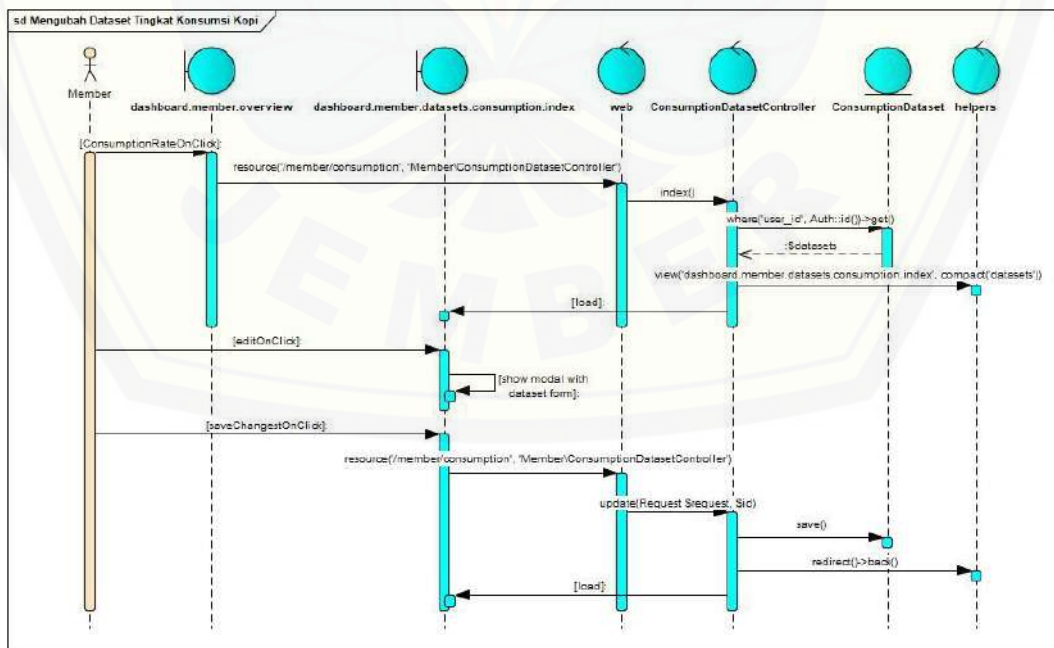 sd Mengubah Dataset Tingkat Konsumsi Kopi
Member
dashboard.member.overview
dashboard.member.datasets.consumption.index
web
ConsumptionDatasetController
ConsumptionDataset
helpers
[ConsumptionRateOnClick]:
resource('/member/consumption', 'Member\ConsumptionDatasetController')
index()
where('user_id', Auth::id())->get()
:$datasets
view('dashboard.member.datasets.consumption.index', compact('datasets'))
[load]:
[editOnClick]:
[show modal with
dataset form]:
[saveChangestOnClick]:
resource('/member/consumption', 'Member\ConsumptionDatasetController')
update(Request $request, $id)
save()
redirect()->back()
[load]:
JEMBER